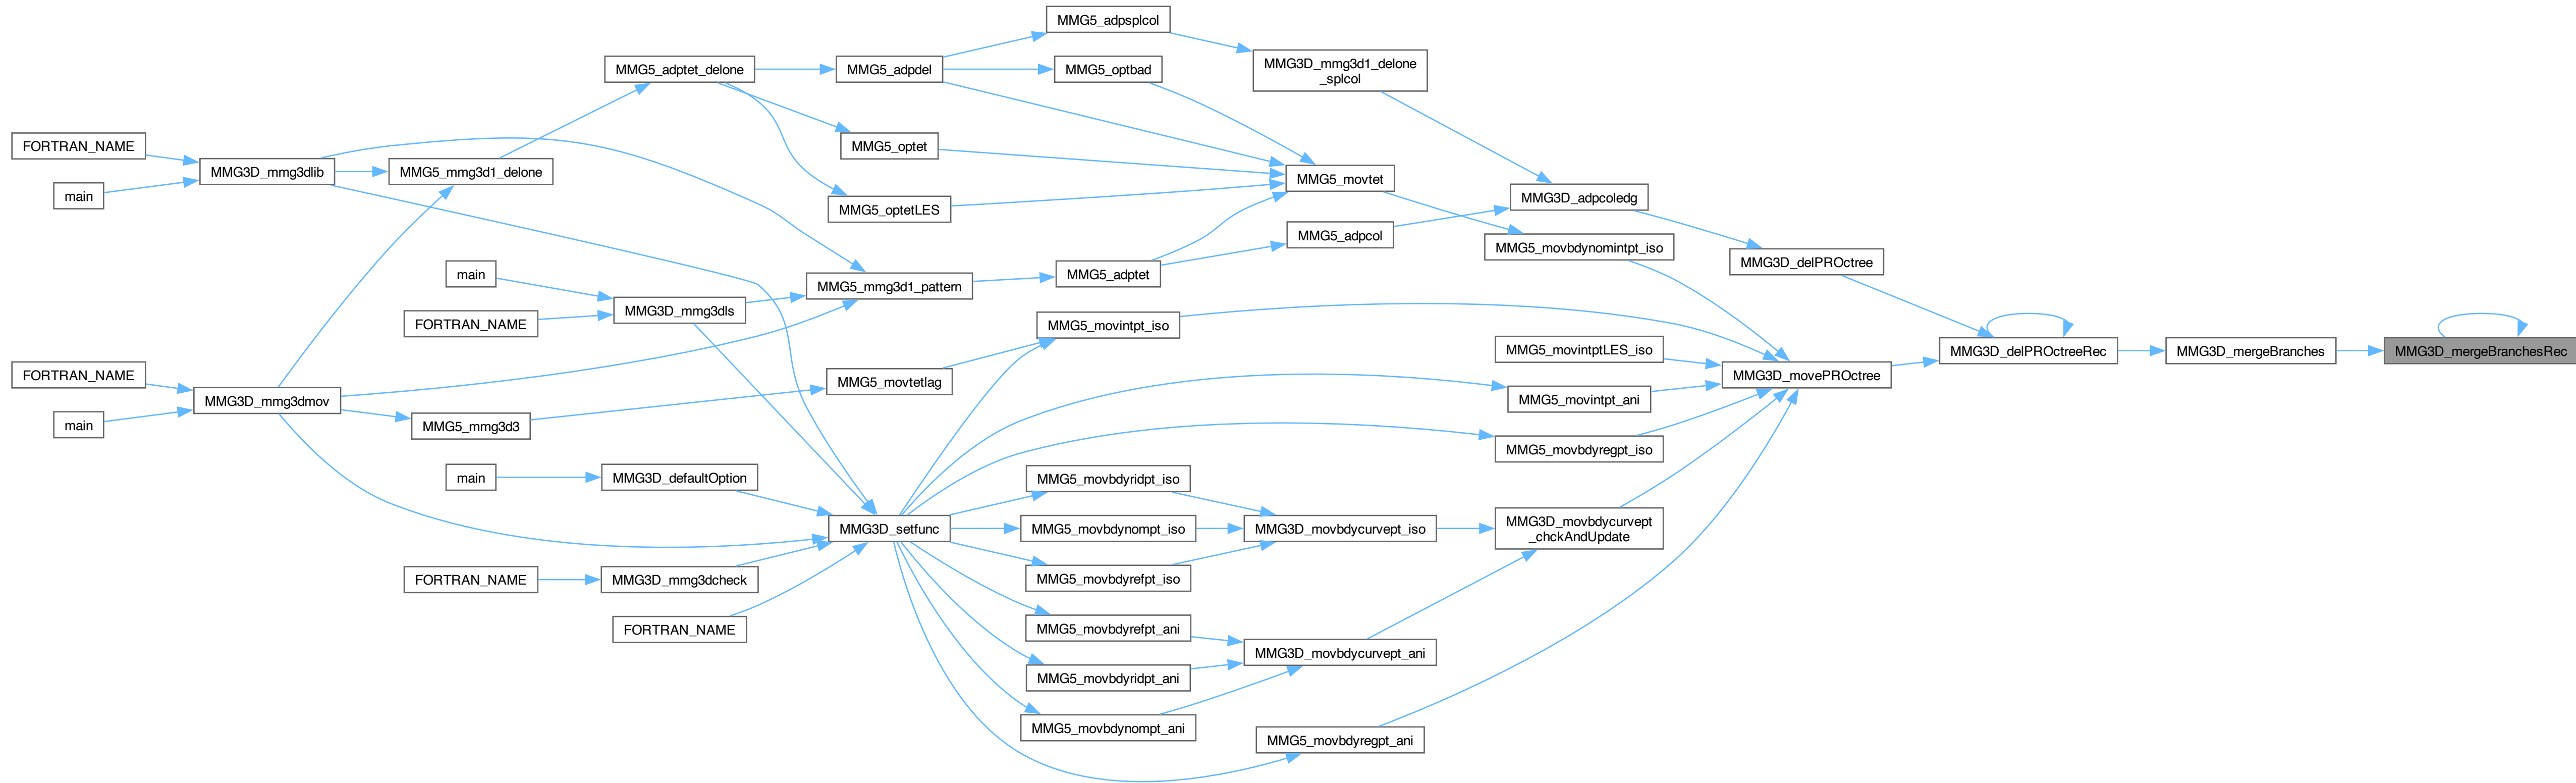 MMG5_adpsplcol
MMG5_adptet_delone
MMG5_adpdel
MMG5_optbad
MMG3D_mmg3d1_delone
_splcol
FORTRAN_NAME
main
MMG3D_mmg3dlib
MMG5_mmg3d1_delone
MMG5_optet
MMG5_optetLES
MMG5_movtet
MMG3D_adpcoledg
MMG5_adpcol
MMG5_movbdynomintpt_iso
MMG3D_delPROctree
main
FORTRAN_NAME
MMG3D_mmg3dls
MMG5_mmg3d1_pattern
MMG5_adptet
MMG5_movintpt_iso
MMG5_movintptLES_iso
MMG3D_movePROctree
MMG3D_delPROctreeRec
MMG3D_mergeBranches
MMG3D_mergeBranchesRec
FORTRAN_NAME
main
MMG3D_mmg3dmov
MMG5_mmg3d3
MMG5_movtetlag
MMG5_movintpt_ani
MMG5_movbdyregpt_iso
main
MMG3D_defaultOption
MMG3D_setfunc
MMG5_movbdyridpt_iso
MMG5_movbdynompt_iso
MMG5_movbdyrefpt_iso
MMG3D_movbdycurvept_iso
MMG3D_movbdycurvept
_chckAndUpdate
FORTRAN_NAME
MMG3D_mmg3dcheck
FORTRAN_NAME
MMG5_movbdyrefpt_ani
MMG5_movbdyridpt_ani
MMG5_movbdynompt_ani
MMG3D_movbdycurvept_ani
MMG5_movbdyregpt_ani